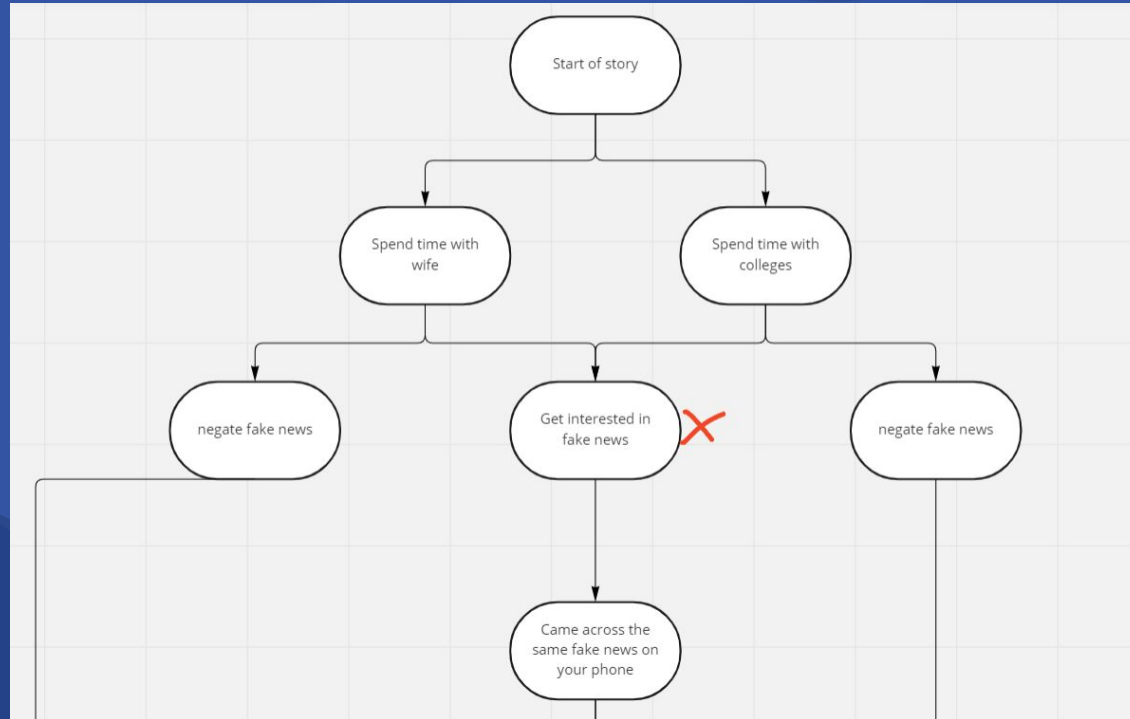 Start of story
Spend time with
wife
Spend time with
colleges
negate fake news
Get interested in
fake news
negate fake news
Came across the
same fake news on
your phone